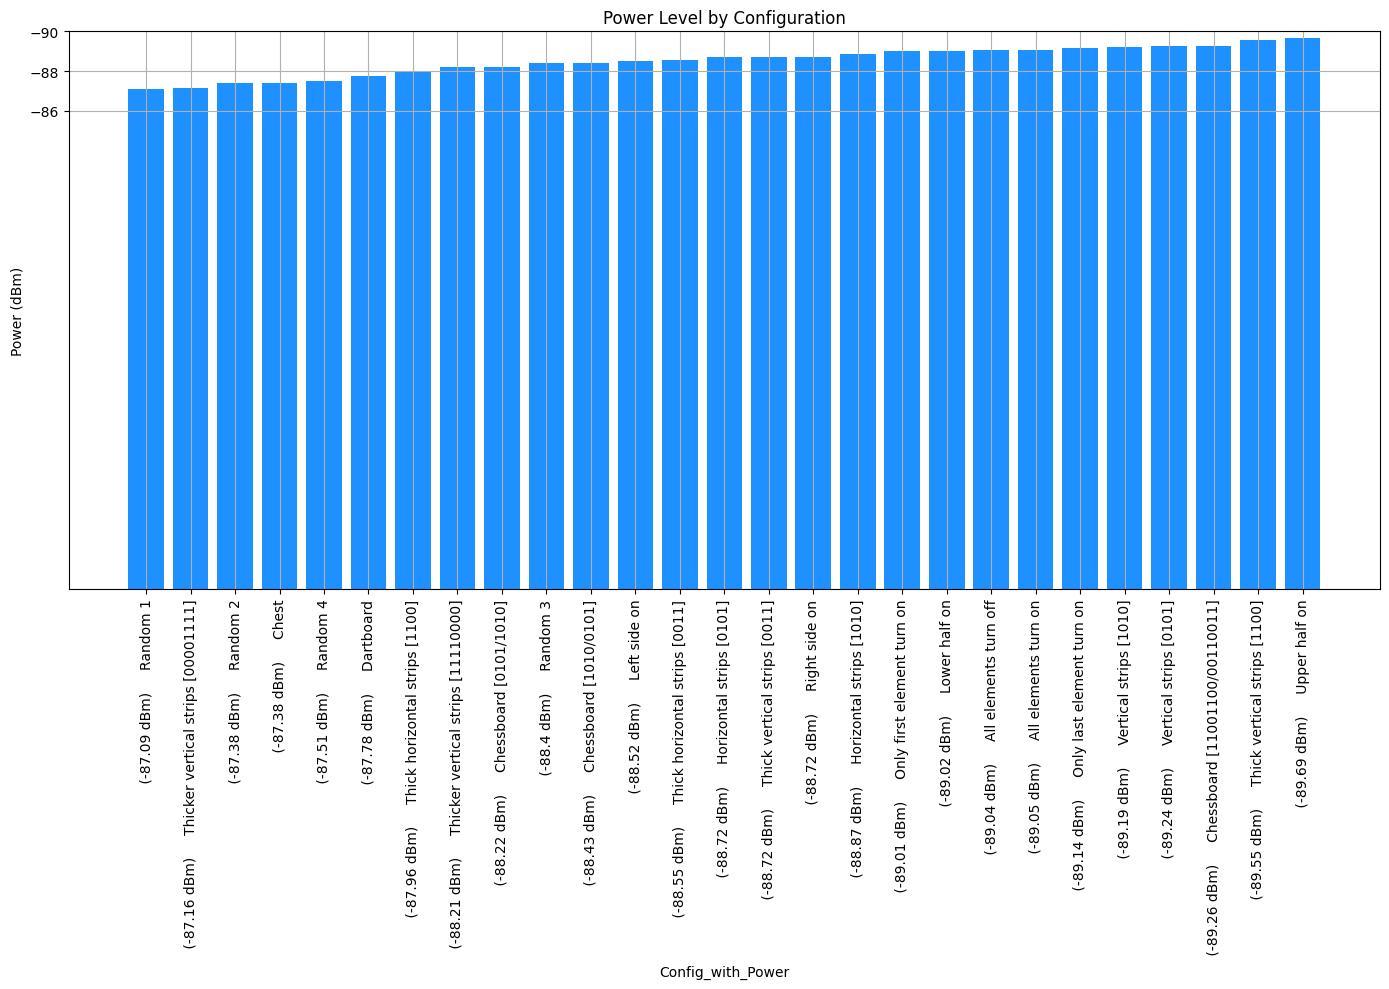 Power Level by Configuration
−90
−88
−86
Power (dBm)
(-87.09 dBm) Random 1
(-87.16 dBm) Thicker vertical strips [00001111]
(-87.38 dBm) Random 2
(-87.38 dBm) Chest
(-87.51 dBm) Random 4
(-87.78 dBm) Dartboard
(-87.96 dBm) Thick horizontal strips [1100]
(-88.21 dBm) Thicker vertical strips [11110000]
(-88.22 dBm) Chessboard [0101/1010]
(-88.4 dBm) Random 3
(-88.43 dBm) Chessboard [1010/0101]
(-88.52 dBm) Left side on
(-88.55 dBm) Thick horizontal strips [0011]
(-88.72 dBm) Horizontal strips [0101]
(-88.72 dBm) Thick vertical strips [0011]
(-88.72 dBm) Right side on
(-88.87 dBm) Horizontal strips [1010]
(-89.01 dBm) Only first element turn on
(-89.02 dBm) Lower half on
(-89.04 dBm) All elements turn off
(-89.05 dBm) All elements turn on
(-89.14 dBm) Only last element turn on
(-89.19 dBm) Vertical strips [1010]
(-89.24 dBm) Vertical strips [0101]
(-89.26 dBm) Chessboard [11001100/00110011]
(-89.55 dBm) Thick vertical strips [1100]
(-89.69 dBm) Upper half on
Config_with_Power